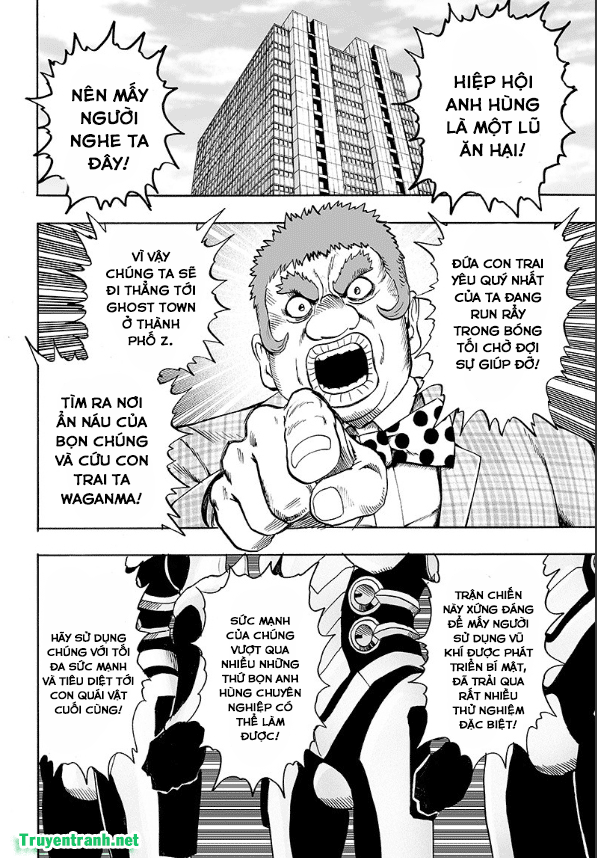 HIỆP HỘI
ANH HÙNG
LÀ MỘT LŨ
ĂN HẠI!
NÊN MẤY
NGƯỜI
NGHE TA
ĐÂY!
ĐỨA CON TRAI
YÊU QUÝ NHẤT
CỦA TA ĐANG
RUN RẨY
TRONG BÓNG
TỐI CHỜ ĐỢI
SỰ GIÚP ĐỠ!
VÌ VẬY
CHÚNG TA SẼ
ĐI THẲNG TỚI
GHOST TOWN
Ở THÀNH
PHỐ Z.
TÌM RA NƠI
ẨN NÁU CỦA
BỌN CHÚNG
VÀ CỨU CON
TRAI TA
WAGANMA!
TRẬN CHIẾN
NÀY XỨNG ĐÁNG
ĐỂ MẤY NGƯỜI
SỬ DỤNG VŨ
KHÍ ĐƯỢC PHÁT
TRIỂN BÍ MẬT,
ĐÃ TRẢI QUA
RẤT NHIỀU
THỬ NGHIỆM
ĐẶC BIỆT!
SỨC MẠNH
CỦA CHÚNG
VƯỢT QUA
NHIỀU NHỮNG
THỨ BỌN ANH
HÙNG CHUYÊN
NGHIỆP CÓ
THỂ LÀM
ĐƯỢC!
HÃY SỬ DỤNG
CHÚNG VỚI TỐI
ĐA SỨC MẠNH
VÀ TIÊU DIỆT TỚI
CON QUÁI VẬT
CUỐI CÙNG!
Truyentranh.net